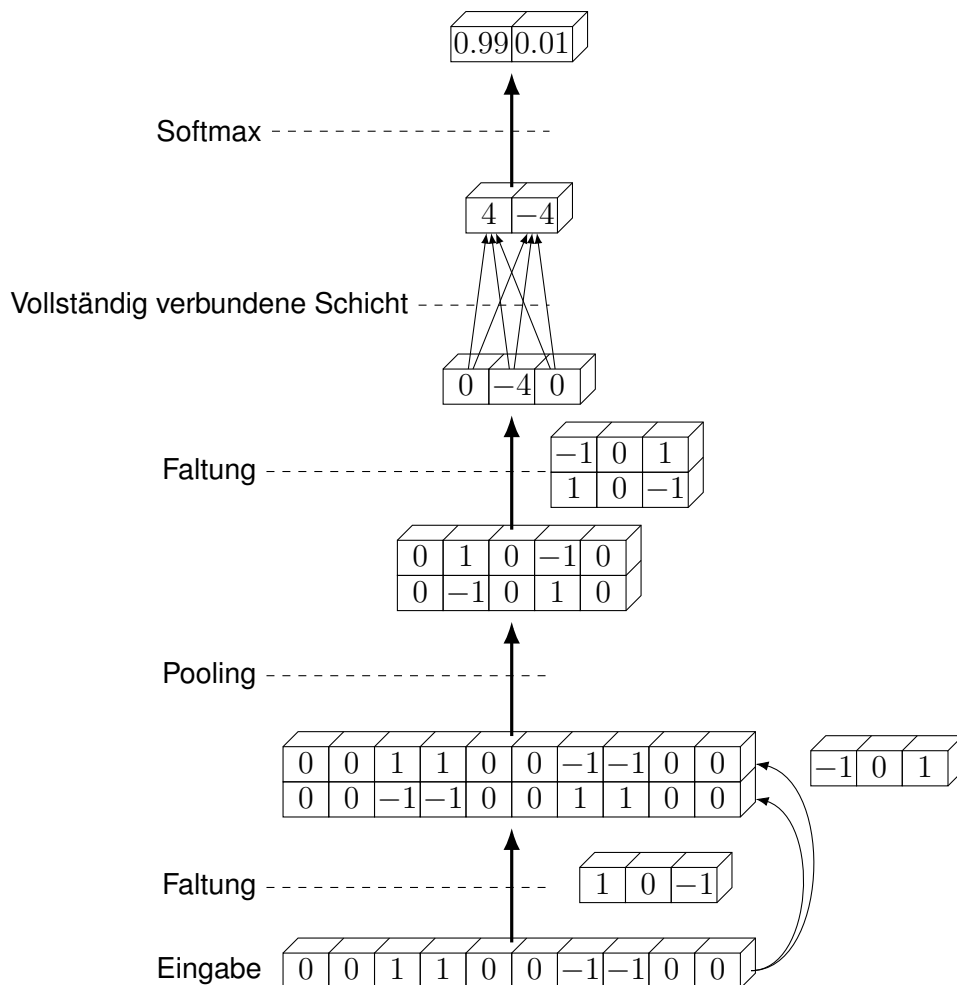 0.99 0.01
Softmax
4 −4
Vollständig verbundene Schicht
0 −4 0
−1 0 1
Faltung
1 0 −1
0 1 0 −1 0
0 −1 0 1 0
Pooling
0 0 1 1 0 0 −1 −1 0 0
−1 0 1
0 0 −1 −1 0 0 1 1 0 0
Faltung
1 0 −1
Eingabe
0 0 1 1 0 0 −1 −1 0 0